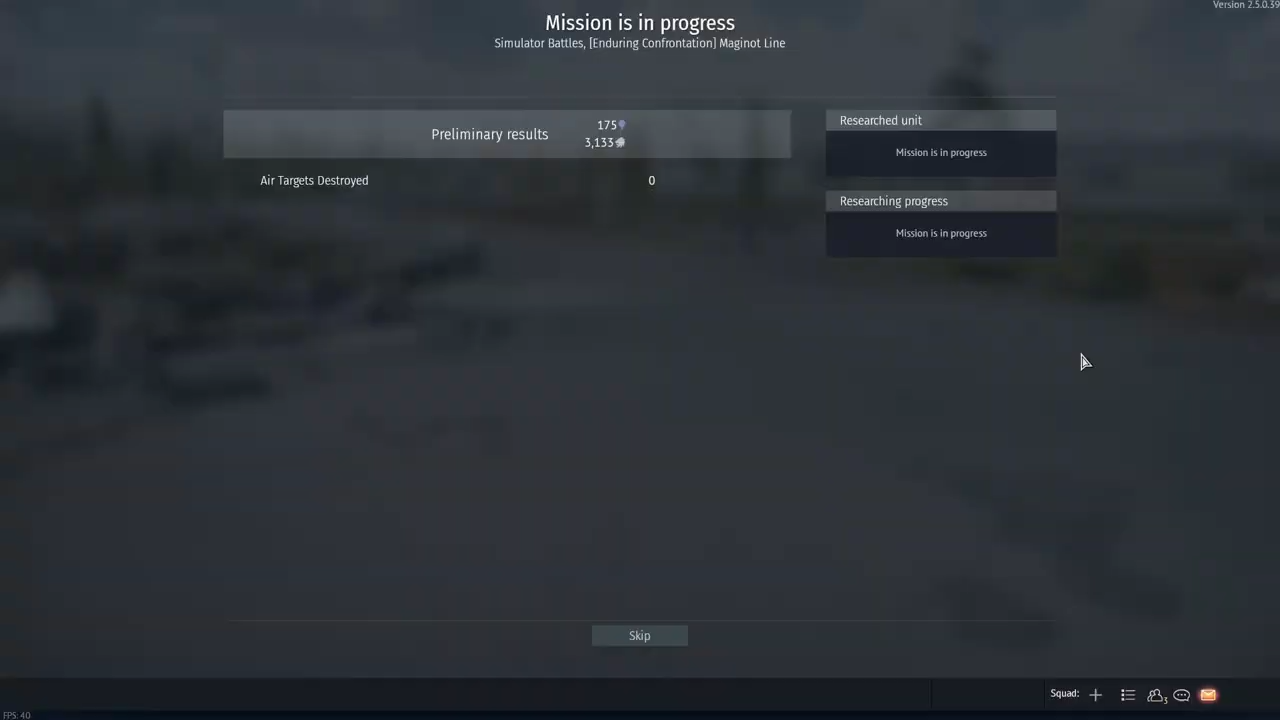 Version 2.5.0.39
Mission is in progress
Simulator Battles, [Enduring Confrontation] Maginot Line
Preliminary results
175
3,133
Air Targets Destroyed 0
Researched unit
Mission is in progress
Researching progress
Mission is in progress
Skip
Squad:
3
FPS: 40